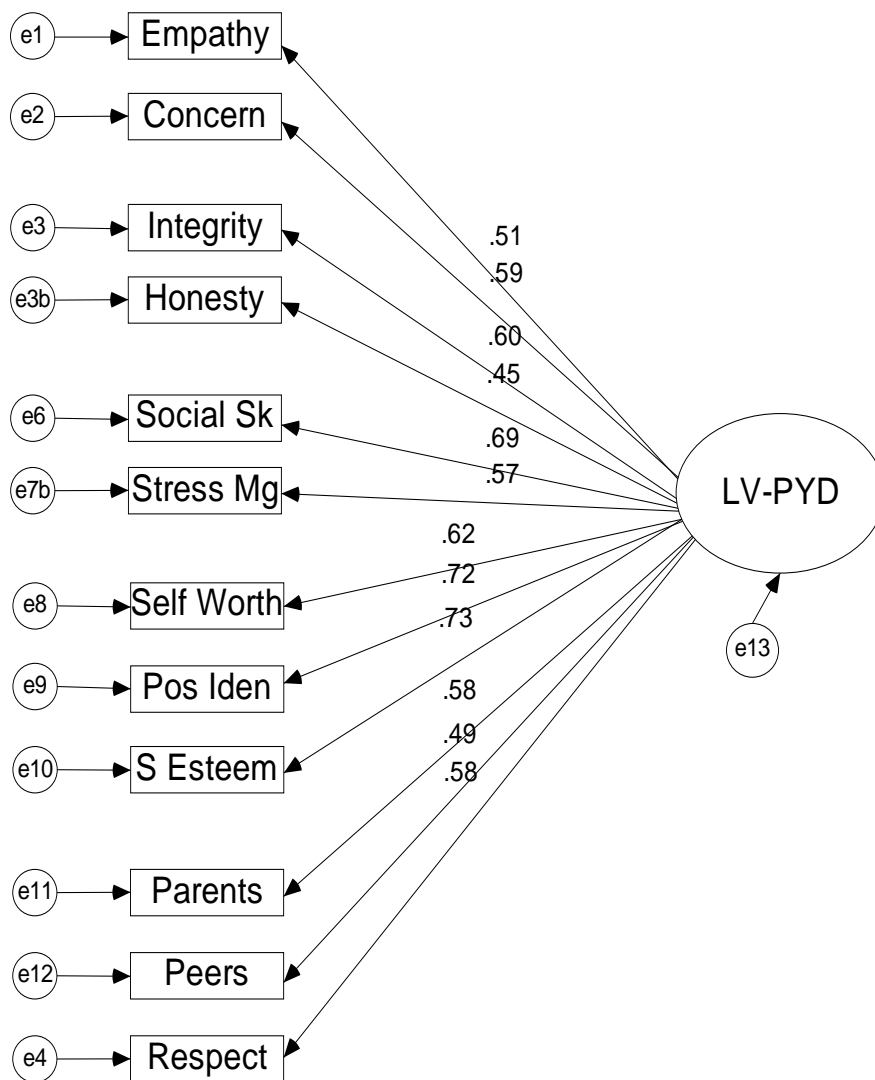 e1 Empathy
e2 Concern
e3 Integrity
.51
.59
e3b Honesty
.60
.45
e6 Social Sk
.69
.57
e7b Stress Mg
LV-PYD
.62
.72
e8 Self Worth
.73
e13
e9 Pos Iden
.58
.49
e10 S Esteem
.58
e11 Parents
e12 Peers
e4 Respect